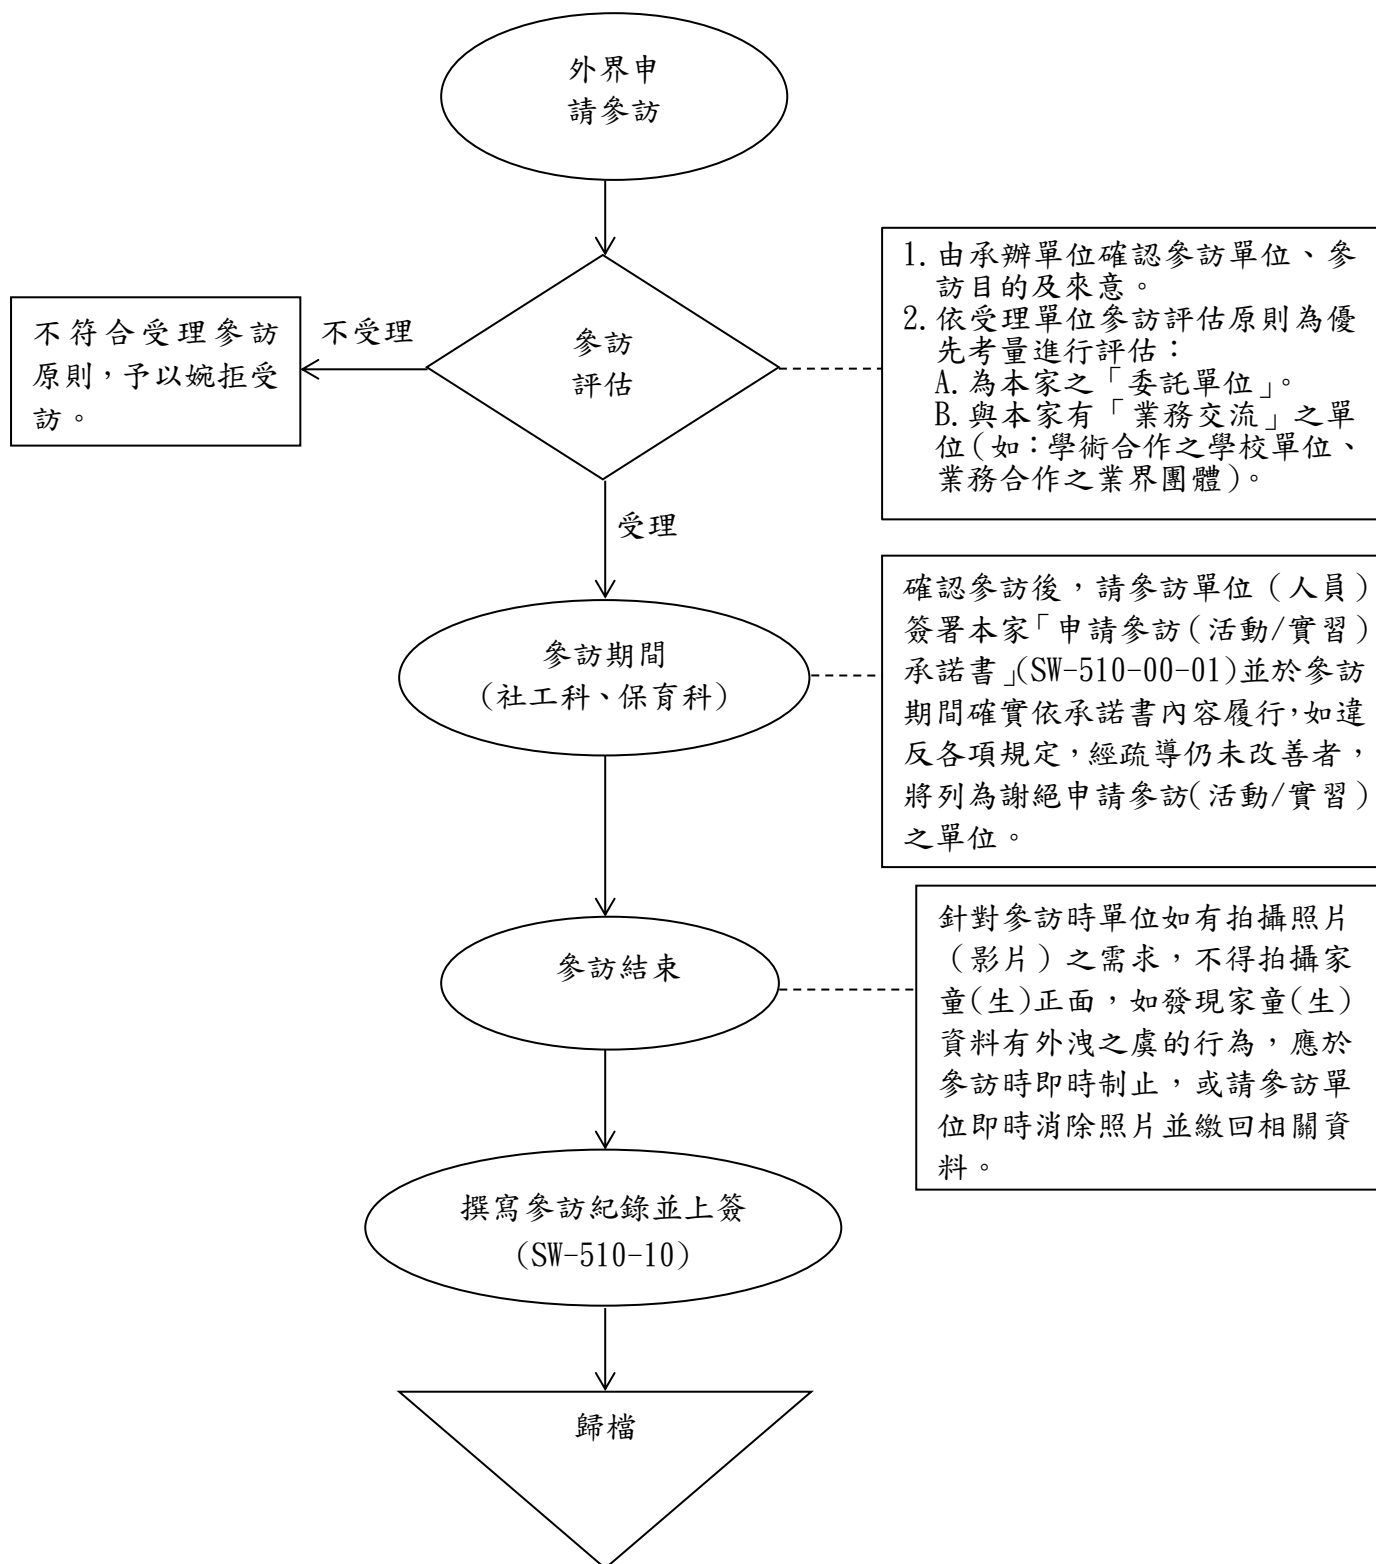 外界申
請參訪
1. 由承辦單位確認參訪單位、參
訪目的及來意。
2. 依受理單位參訪評估原則為優
先考量進行評估：
A. 為本家之「委託單位」。
B. 與本家有「業務交流」之單
位(如：學術合作之學校單位、
業務合作之業界團體)。
不符合受理參訪
原則，予以婉拒受
訪。
不受理
參訪
評估
受理
確認參訪後，請參訪單位（人員）
簽署本家「申請參訪(活動/實習)
承諾書」(SW-510-00-01)並於參訪
期間確實依承諾書內容履行，如違
反各項規定，經疏導仍未改善者，
將列為謝絕申請參訪(活動/實習)
之單位。
參訪期間
(社工科、保育科)
針對參訪時單位如有拍攝照片
（影片）之需求，不得拍攝家
童(生)正面，如發現家童(生)
資料有外洩之虞的行為，應於
參訪時即時制止，或請參訪單
位即時消除照片並繳回相關資
料。
參訪結束
撰寫參訪紀錄並上簽
(SW-510-10)
歸檔